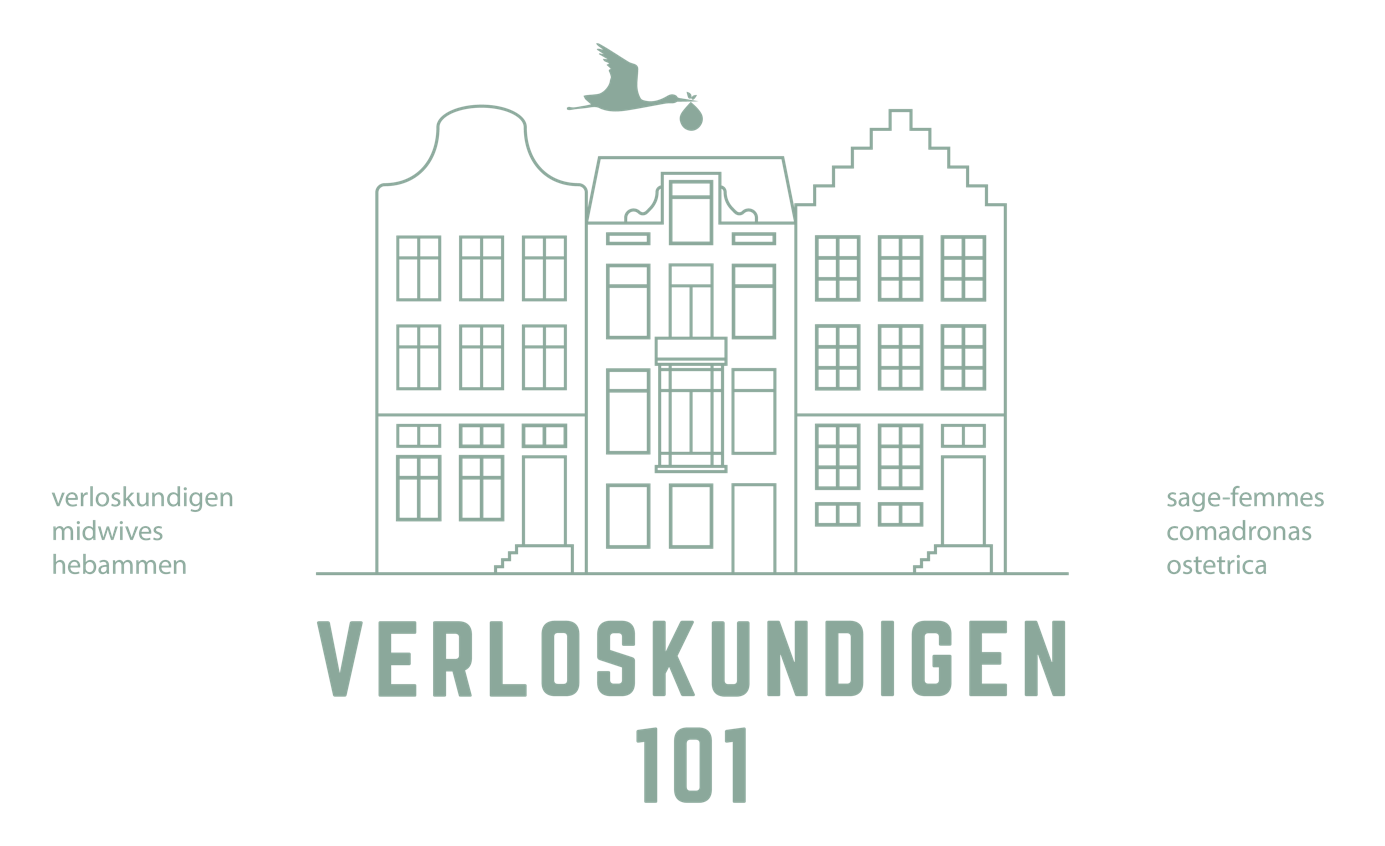 verloskundigen
midwives
hebammen
sage-femmes
comadronas
ostetrica
VERLOSKUNDIGEN
101